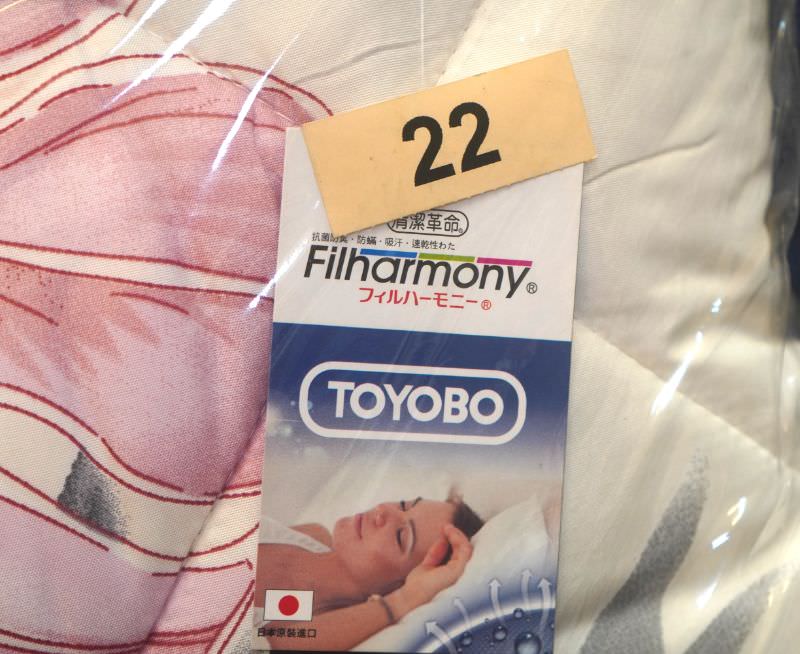 22
清潔革命®
抗菌防臭・防蟎・吸汗・速乾性わた
Filharmony®
フィルハーモニー®
TOYOBO
日本原裝進口